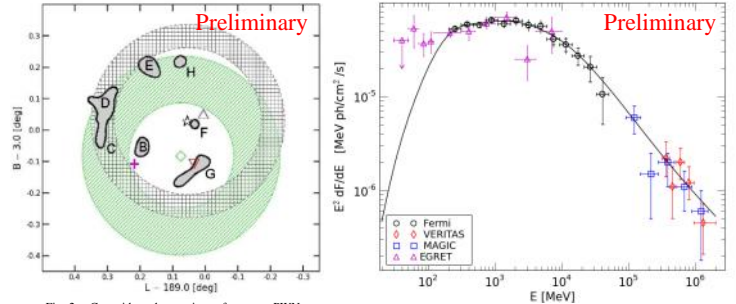 Preliminary
B − 3.0 [deg]
0.3
0.2
0.1
0.0
-0.1
-0.2
-0.3
-0.4
E
H
D
F
C
B
G
0.4
0.3
0.2
0.1
0.0
-0.1
-0.2
-0.3
L − 189.0 [deg]
Preliminary
E² dF/dE [MeV ph/cm² /s]
10⁻⁵
10⁻⁶
Fermi
VERITAS
MAGIC
EGRET
10²
10³
10⁴
10⁵
10⁶
E [MeV]